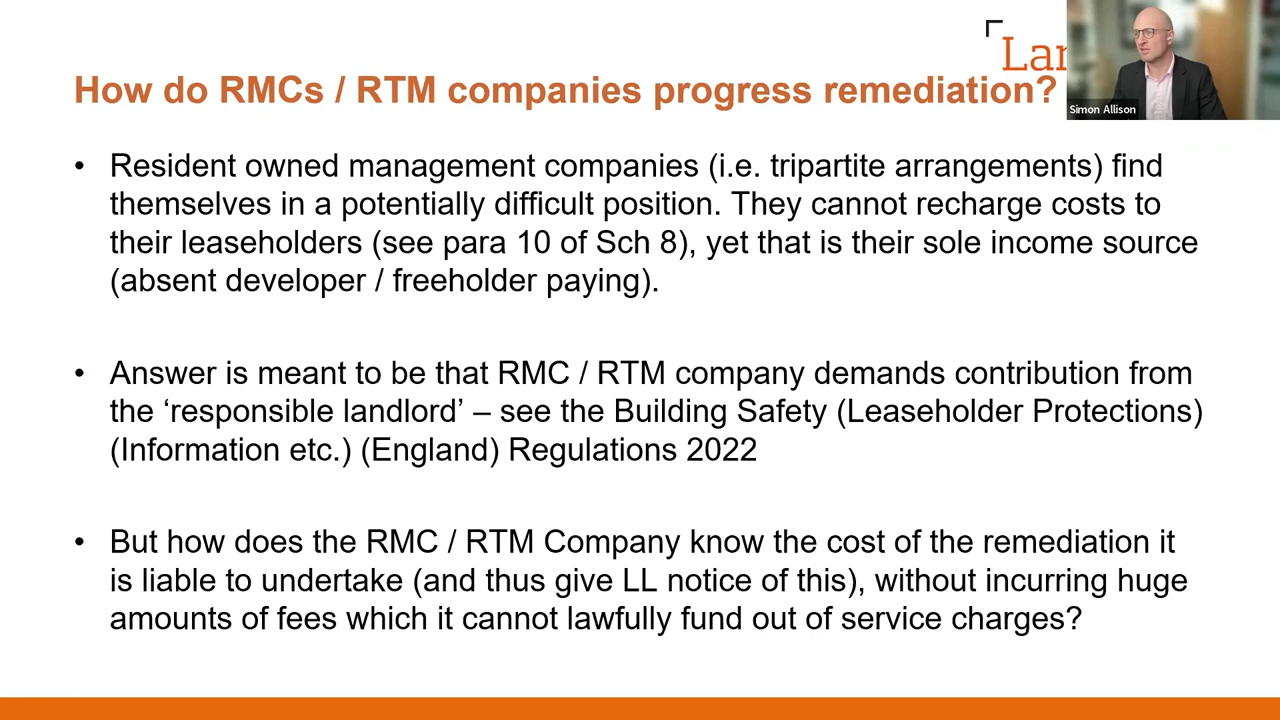 How do RMCs / RTM companies progress remediation?
Simon Allison
• Resident owned management companies (i.e. tripartite arrangements) find
themselves in a potentially difficult position. They cannot recharge costs to
their leaseholders (see para 10 of Sch 8), yet that is their sole income source
(absent developer / freeholder paying).
• Answer is meant to be that RMC / RTM company demands contribution from
the ‘responsible landlord’ – see the Building Safety (Leaseholder Protections)
(Information etc.) (England) Regulations 2022
• But how does the RMC / RTM Company know the cost of the remediation it
is liable to undertake (and thus give LL notice of this), without incurring huge
amounts of fees which it cannot lawfully fund out of service charges?